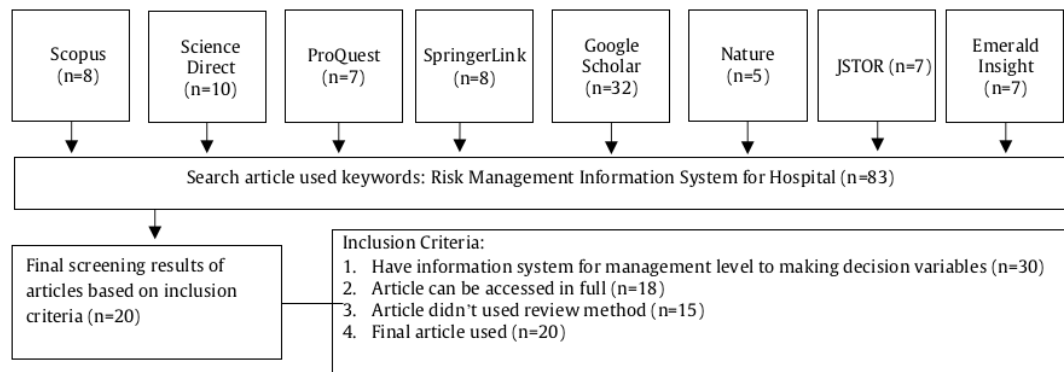 Scopus
(n=8)
Science
Direct
(n=10)
ProQuest
(n=7)
SpringerLink
(n=8)
Google
Scholar
(n=32)
Nature
(n=5)
JSTOR (n=7)
Emerald
Insight
(n=7)
Search article used keywords: Risk Management Information System for Hospital (n=83)
Final screening results of
articles based on inclusion
criteria (n=20)
Inclusion Criteria:
1. Have information system for management level to making decision variables (n=30)
2. Article can be accessed in full (n=18)
3. Article didn't used review method (n=15)
4. Final article used (n=20)